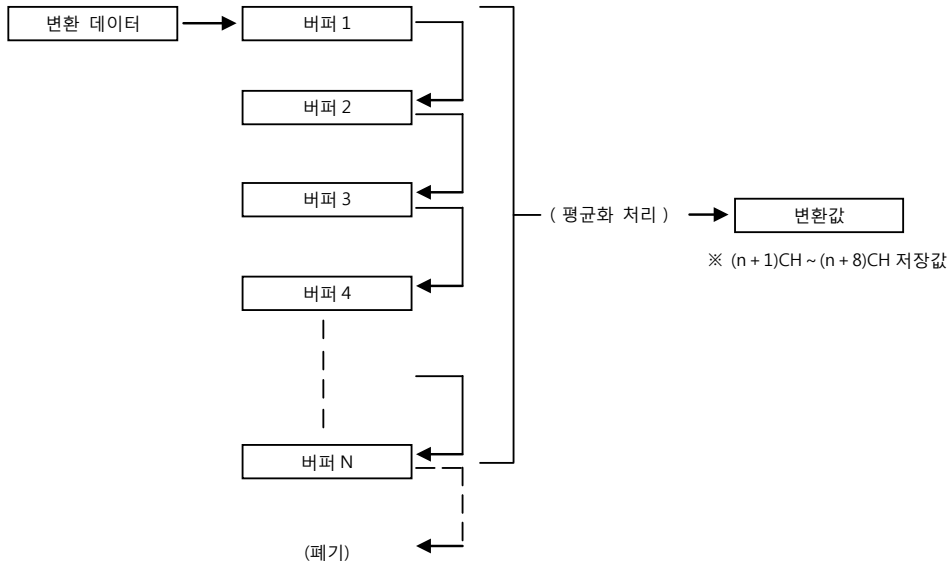 변환 데이터
버퍼 1
버퍼 2
버퍼 3
( 평균화 처리 )
변환값
※ (n + 1)CH ~ (n + 8)CH 저장값
버퍼 4
버퍼 N
(폐기)